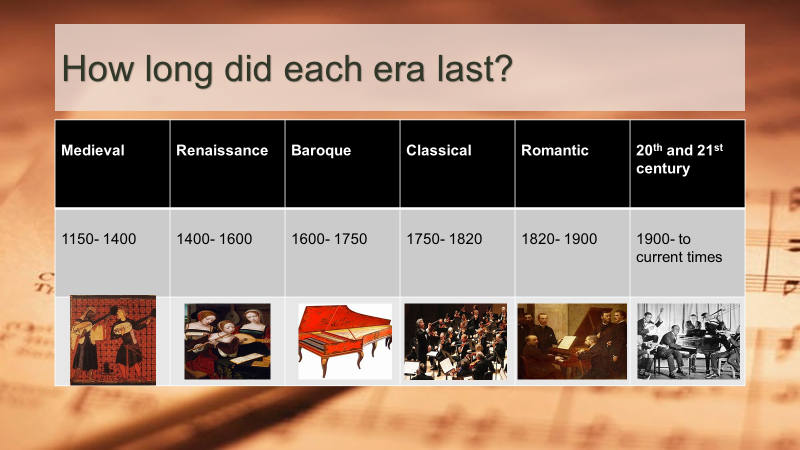 How long did each era last?
Medieval
Renaissance
Baroque
Classical
Romantic
20th and 21st
century
1150- 1400
1400- 1600
1600- 1750
1750- 1820
1820- 1900
1900- to
current times